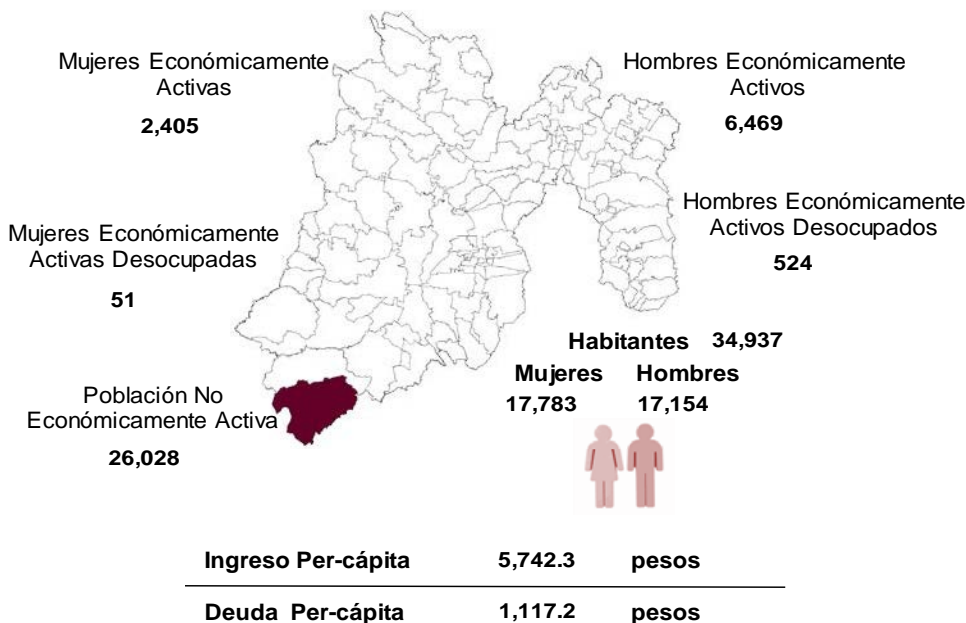 Mujeres Económicamente
Activas
2,405
Hombres Económicamente
Activos
6,469
Mujeres Económicamente
Activas Desocupadas
51
Hombres Económicamente
Activos Desocupados
524
Habitantes 34,937
Mujeres Hombres
17,783 17,154
Población No
Económicamente Activa
26,028
Ingreso Per-cápita 5,742.3 pesos
Deuda Per-cápita 1,117.2 pesos